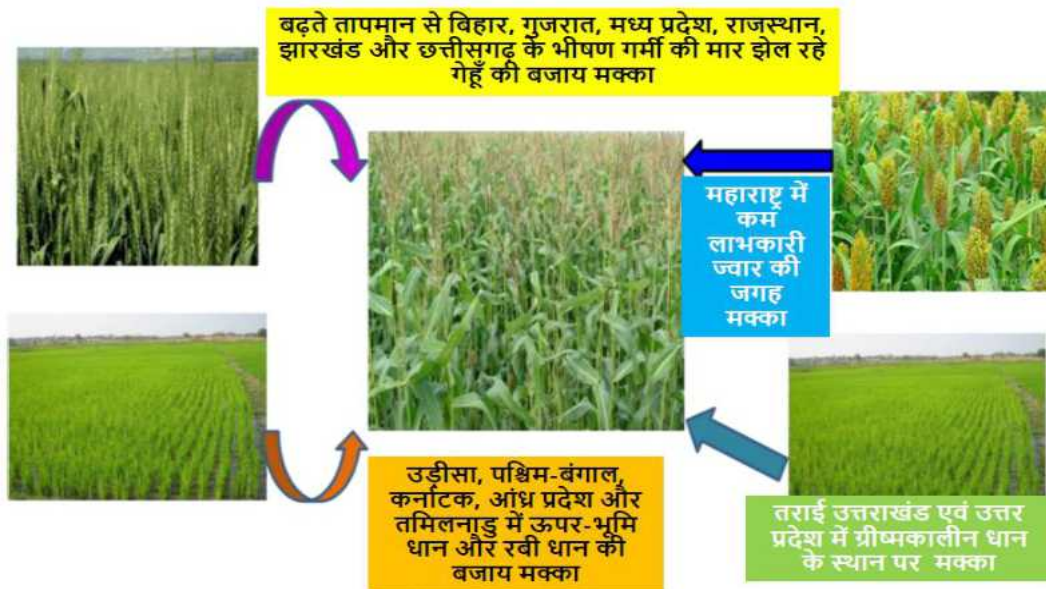 बढ़ते तापमान से बिहार, गुजरात, मध्य प्रदेश, राजस्थान,
झारखंड और छत्तीसगढ़ के भीषण गर्मी की मार झेल रहे
गेहूँ की बजाय मक्का
महाराष्ट्र में
कम
लाभकारी
ज्वार की
जगह
मक्का
उड़ीसा, पश्चिम-बंगाल,
कर्नाटक, आंध्र प्रदेश और
तमिलनाडु में ऊपर-भूमि
धान और रबी धान की
बजाय मक्का
तराई उत्तराखंड एवं उत्तर
प्रदेश में ग्रीष्मकालीन धान
के स्थान पर मक्का